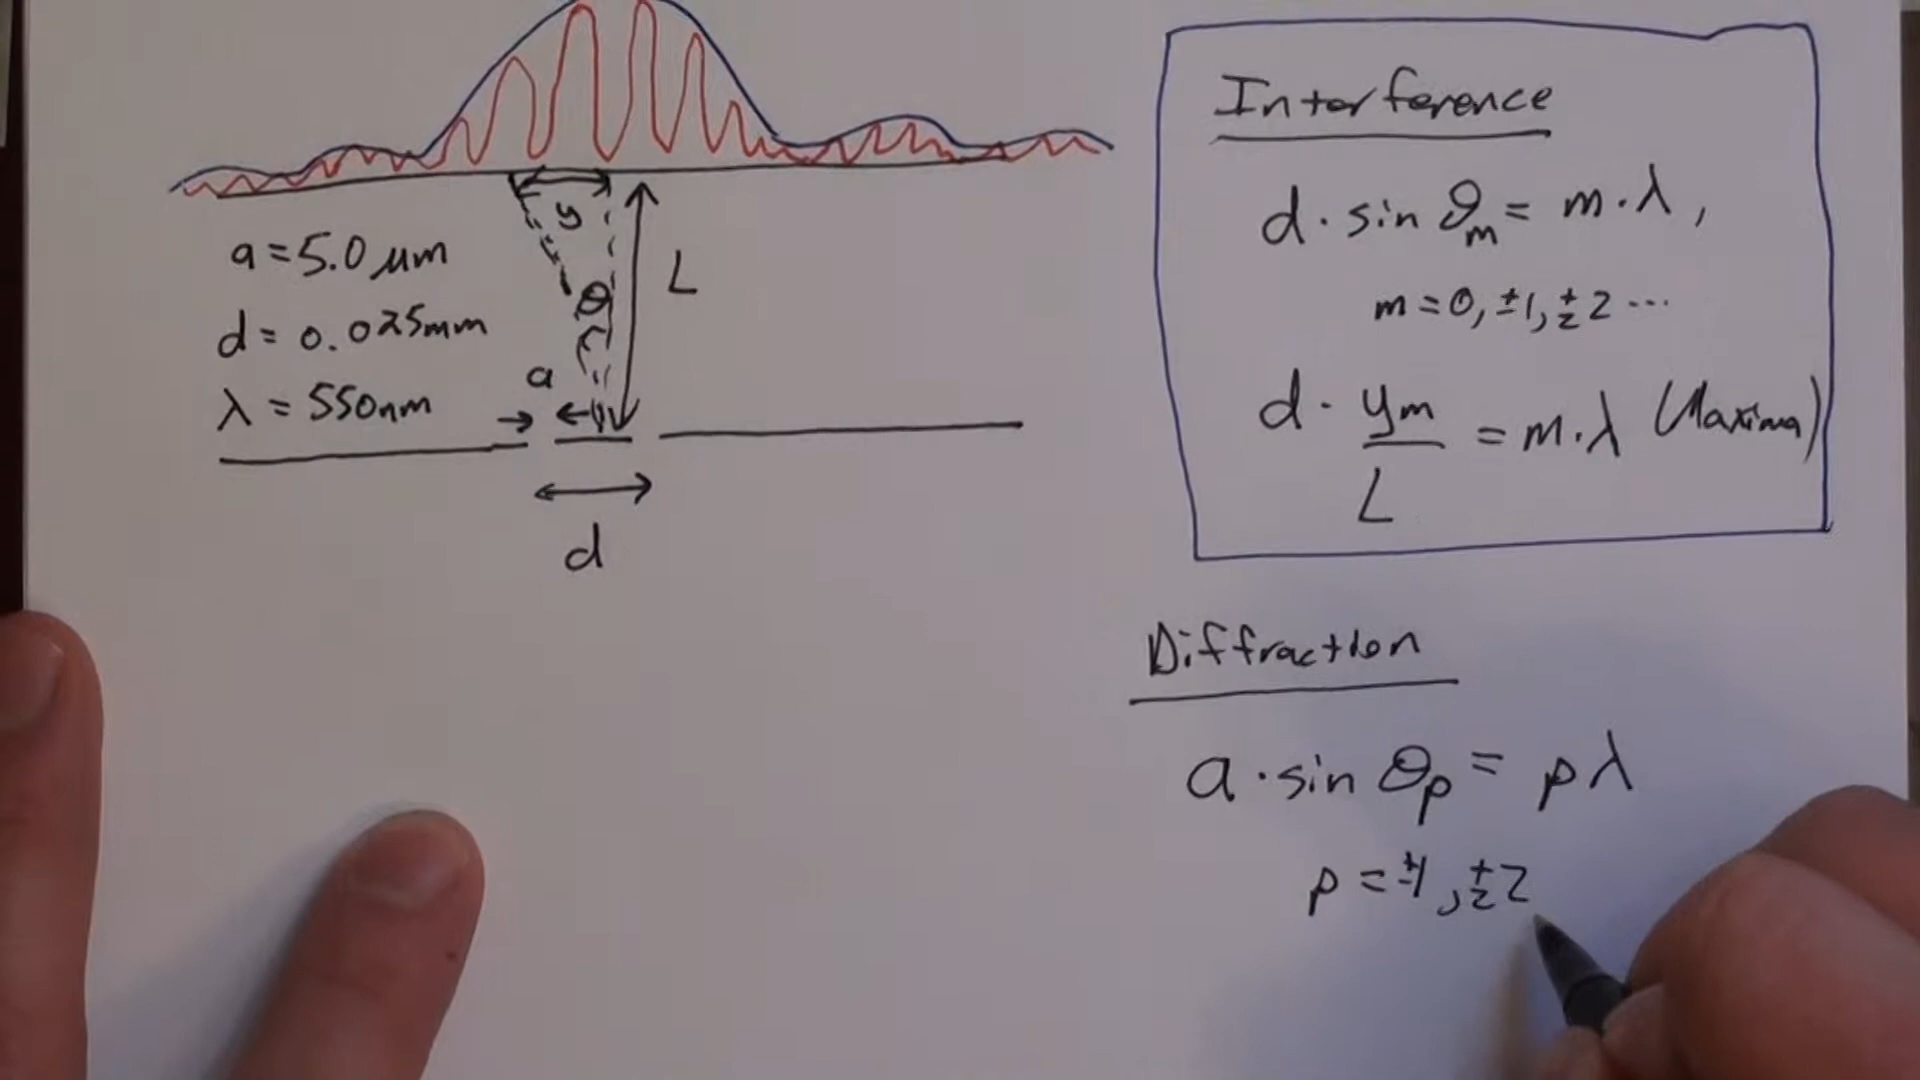 y
θ
L
a = 5.0 μm
d = 0.025mm
λ = 550nm
a
d
Interference
d · sin θm = m · λ ,
m = 0, ±1, ±2 ...
d · ym/L = m · λ (Maxima)
Diffraction
a · sin θp = p λ
p = ±1, ±2